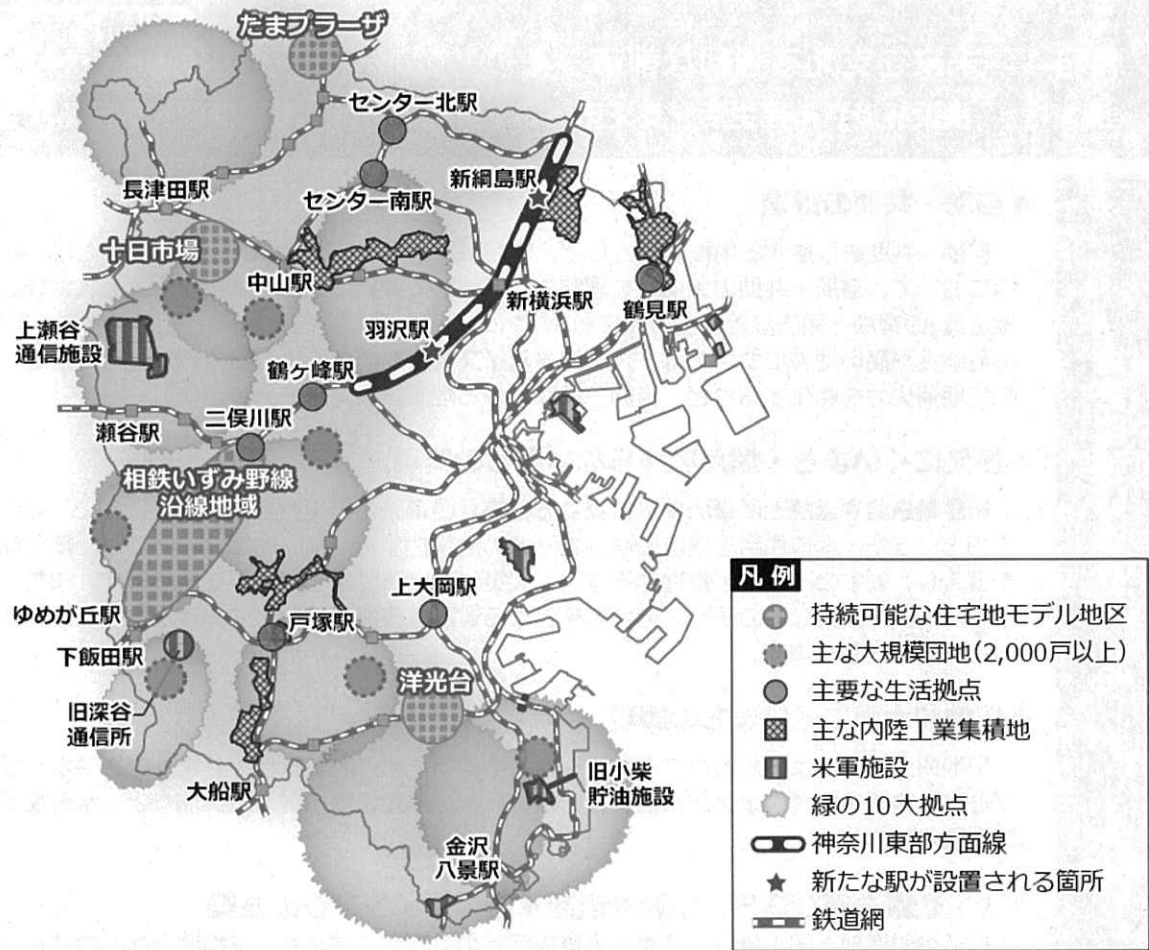 たまプラーザ
センター北駅
新綱島駅
長津田駅
センター南駅
十日市場
中山駅
新横浜駅
鶴見駅
上瀬谷
通信施設
羽沢駅
鶴ヶ峰駅
二俣川駅
瀬谷駅
相鉄いずみ野線
沿線地域
上大岡駅
ゆめが丘駅
戸塚駅
下飯田駅
洋光台
旧深谷
通信所
大船駅
旧小柴
貯油施設
金沢
八景駅
凡例
持続可能な住宅地モデル地区
主な大規模団地(2,000戸以上)
主要な生活拠点
主な内陸工業集積地
米軍施設
緑の10大拠点
神奈川東部方面線
新たな駅が設置される箇所
鉄道網